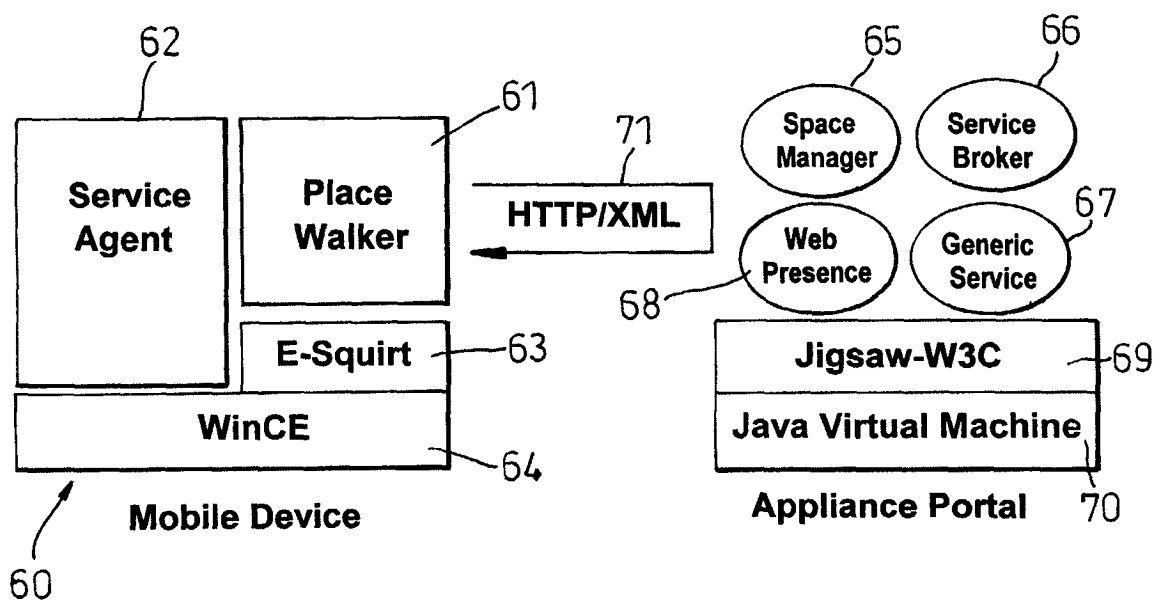 62
61
71
65
66
Service
Agent
Place
Walker
HTTP/XML
Space
Manager
Service
Broker
67
Web
Presence
Generic
Service
68
E-Squirt
63
Jigsaw-W3C
69
WinCE
64
Java Virtual Machine
70
Mobile Device
Appliance Portal
60